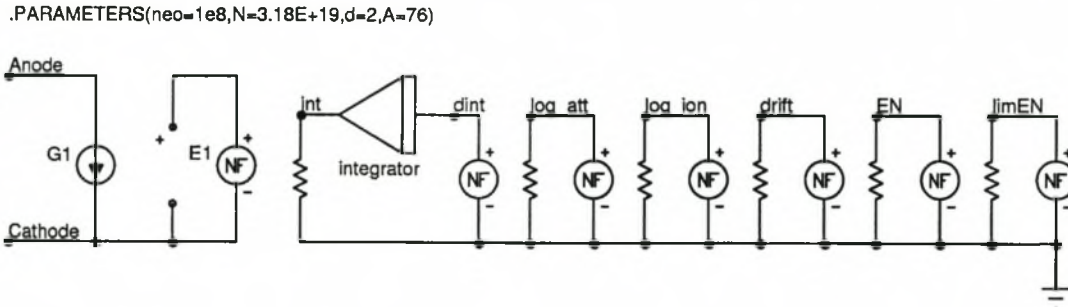 .PARAMETERS(neo=1e8,N=3.18E+19,d=2,A=76)
Anode
int
dint
log_att
log_ion
drift
EN
limEN
G1
+
E1
+
NF
-
integrator
+
NF
-
+
NF
-
+
NF
-
+
NF
-
+
NF
-
+
NF
-
Cathode